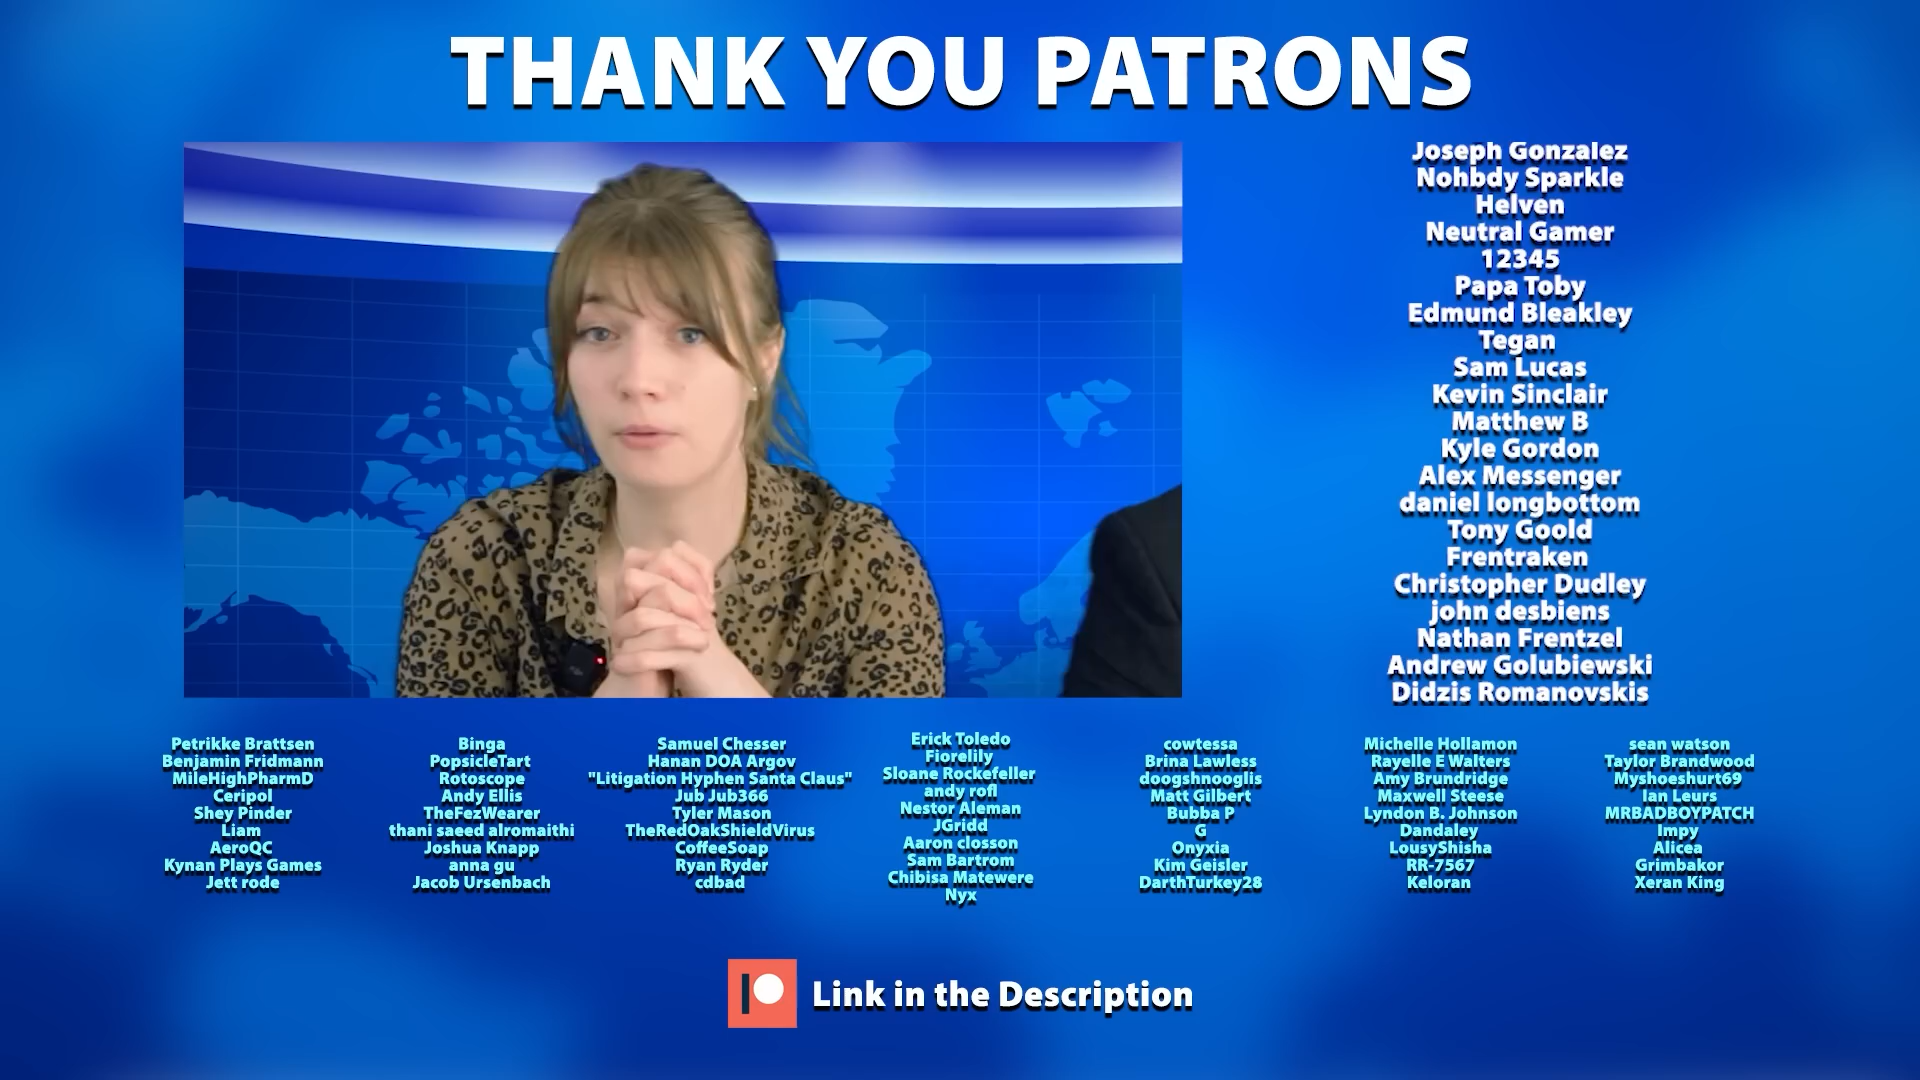 THANK YOU PATRONS
Joseph Gonzalez
Nohbdy Sparkle
Helven
Neutral Gamer
12345
Papa Toby
Edmund Bleakley
Tegan
Sam Lucas
Kevin Sinclair
Matthew B
Kyle Gordon
Alex Messenger
daniel longbottom
Tony Goold
Frentraken
Christopher Dudley
john desbiens
Nathan Frentzel
Andrew Golubiewski
Didzis Romanovskis
Petrikke Brattsen
Benjamin Fridmann
MileHighPharmD
Ceripol
Shey Pinder
Liam
AeroQC
Kynan Plays Games
Jett rode
Binga
PopsicleTart
Rotoscope
Andy Ellis
TheFezWearer
thani saeed alromaithi
Joshua Knapp
anna gu
Jacob Ursenbach
Samuel Chesser
Hanan DOA Argov
"Litigation Hyphen Santa Claus"
Jub Jub366
Tyler Mason
TheRedOakShieldVirus
CoffeeSoap
Ryan Ryder
cdbad
Erick Toledo
Fiorelily
Sloane Rockefeller
andy rofl
Nestor Aleman
JGridd
Aaron closson
Sam Bartrom
Chibisa Matewere
Nyx
cowtessa
Brina Lawless
doogshnooglis
Matt Gilbert
Bubba P
G
Onyxia
Kim Geisler
DarthTurkey28
Michelle Hollamon
Rayelle E Walters
Amy Brundridge
Maxwell Steese
Lyndon B. Johnson
Dandaley
LousyShisha
RR-7567
Keloran
sean watson
Taylor Brandwood
Myshoeshurt69
Ian Leurs
MRBADBOYPATCH
Impy
Alicea
Grimbakor
Xeran King
Link in the Description